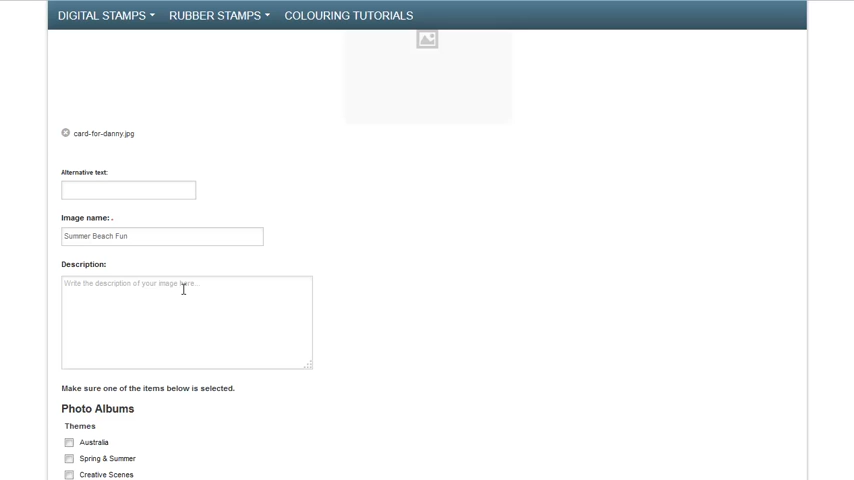 DIGITAL STAMPS RUBBER STAMPS COLOURING TUTORIALS
card-for-danny.jpg
Alternative text:
Image name: .
Summer Beach Fun
Description:
Write the description of your image here...
Make sure one of the items below is selected.
Photo Albums
Themes
Australia
Spring & Summer
Creative Scenes